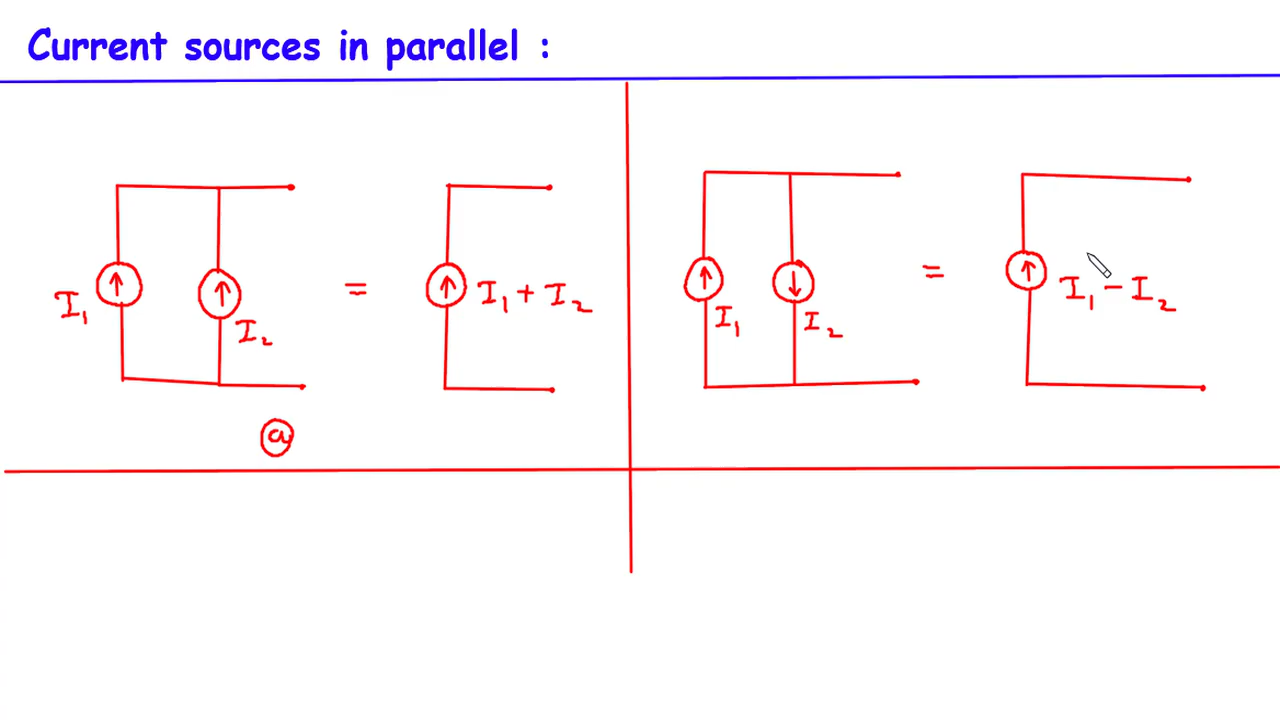 Current sources in parallel :
I₁
I₂
=
I₁ + I₂
ⓐ
I₁
I₂
=
I₁ - I₂